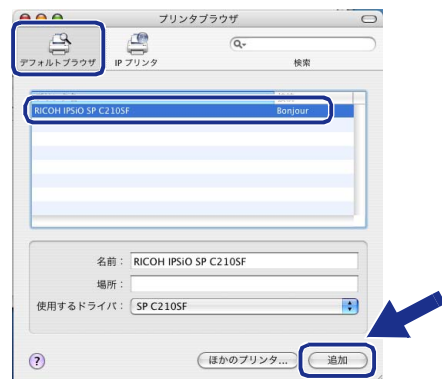 プリンタブラウザ
デフォルトブラウザ
IP プリンタ
検索
RICOH IPSiO SP C210SF Bonjour
名前： RICOH IPSiO SP C210SF
場所：
使用するドライバ： SP C210SF
? ほかのプリンタ... 追加